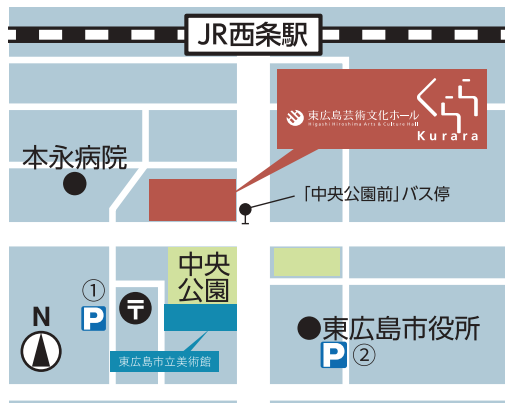 JR西条駅
東広島芸術文化ホール
Higashi Hiroshima Arts & Culture Hall
くらら
Kurara
本永病院
「中央公園前」バス停
中央
公園
①
P
〒
N
東広島市立美術館
東広島市役所
P ②